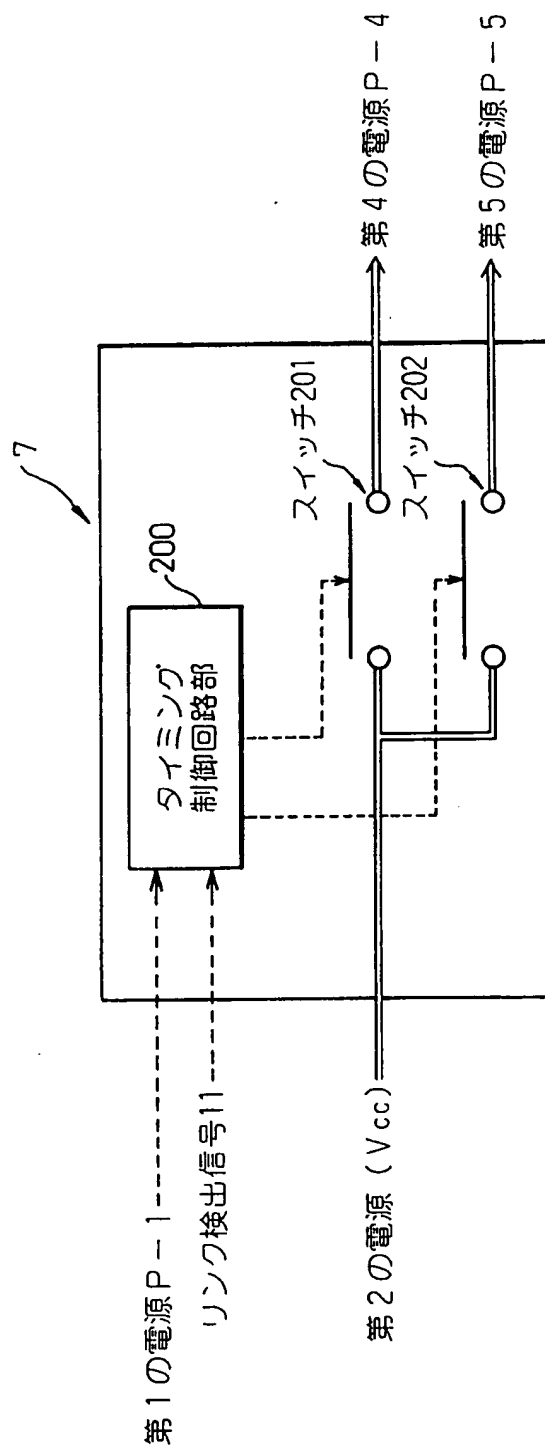 7
200
タイミング
制御回路部
第1の電源P-1
リンク検出信号11
スイッチ201
第4の電源P-4
スイッチ202
第5の電源P-5
第2の電源(Vcc)